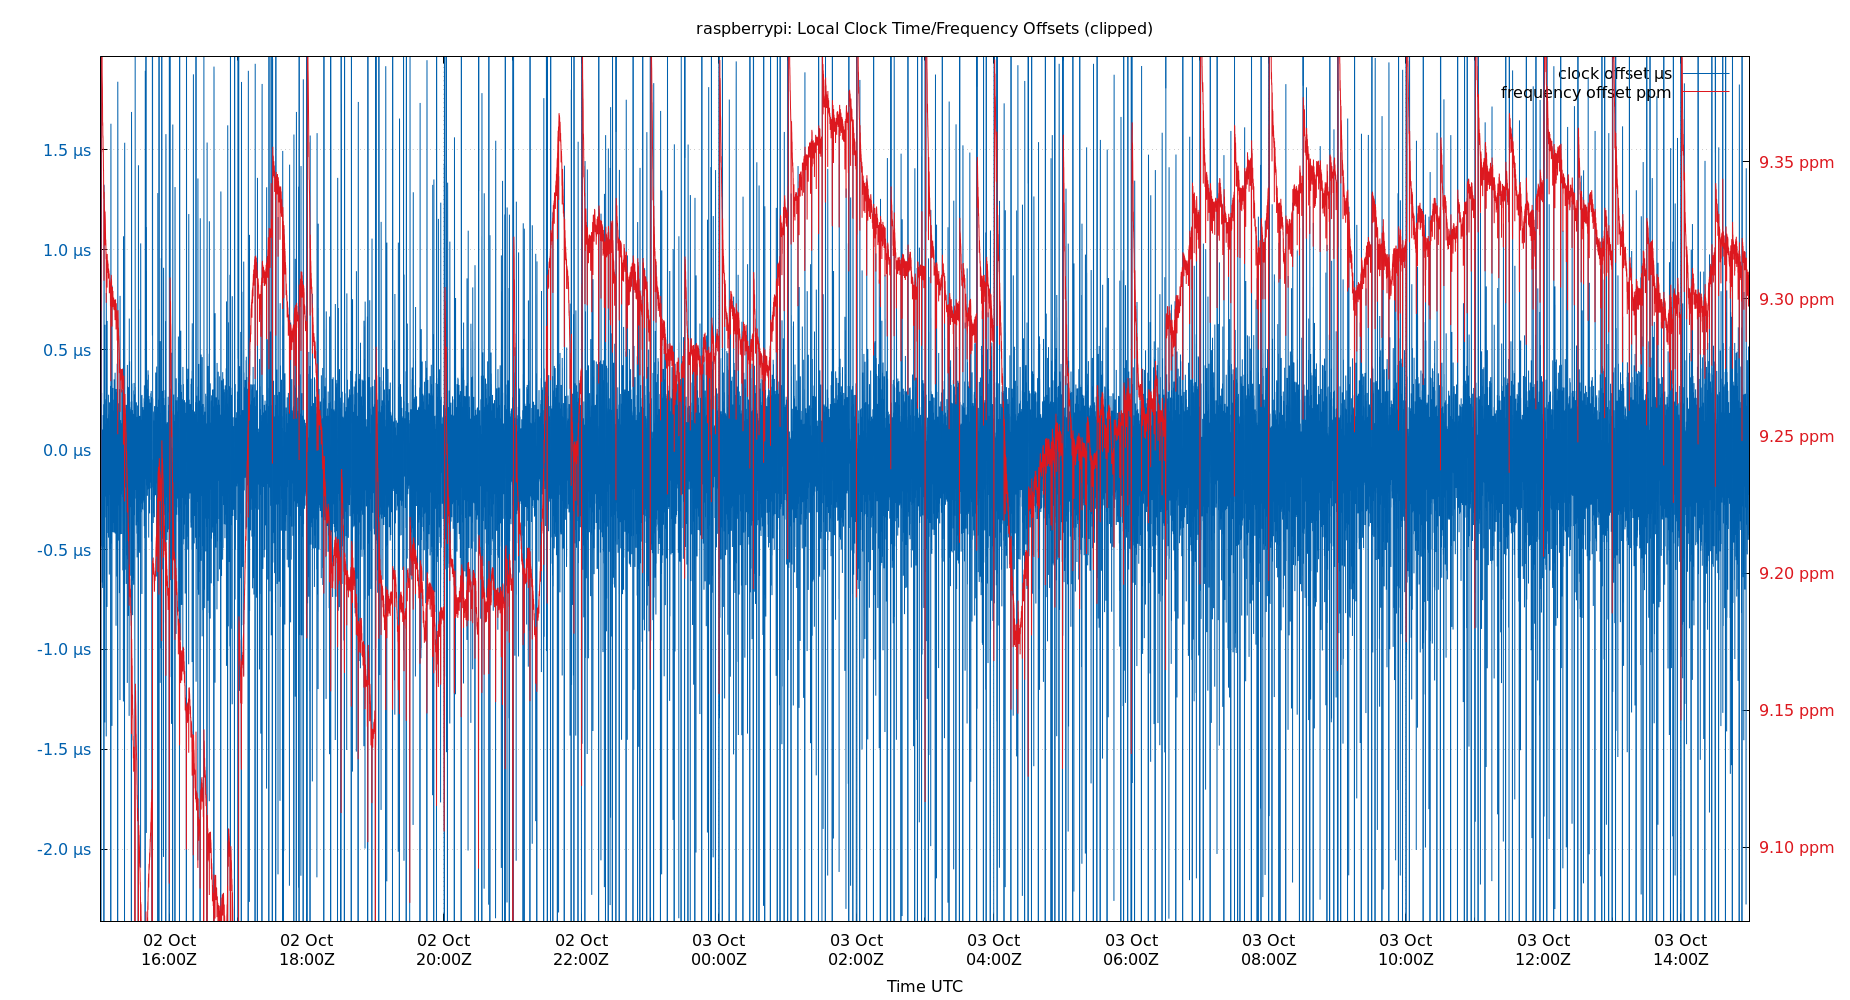 raspberrypi: Local Clock Time/Frequency Offsets (clipped)
clock offset µs
frequency offset ppm
1.5 µs
1.0 µs
0.5 µs
0.0 µs
-0.5 µs
-1.0 µs
-1.5 µs
-2.0 µs
9.35 ppm
9.30 ppm
9.25 ppm
9.20 ppm
9.15 ppm
9.10 ppm
02 Oct 02 Oct 02 Oct 02 Oct 03 Oct 03 Oct 03 Oct 03 Oct 03 Oct 03 Oct 03 Oct 03 Oct
16:00Z 18:00Z 20:00Z 22:00Z 00:00Z 02:00Z 04:00Z 06:00Z 08:00Z 10:00Z 12:00Z 14:00Z
Time UTC